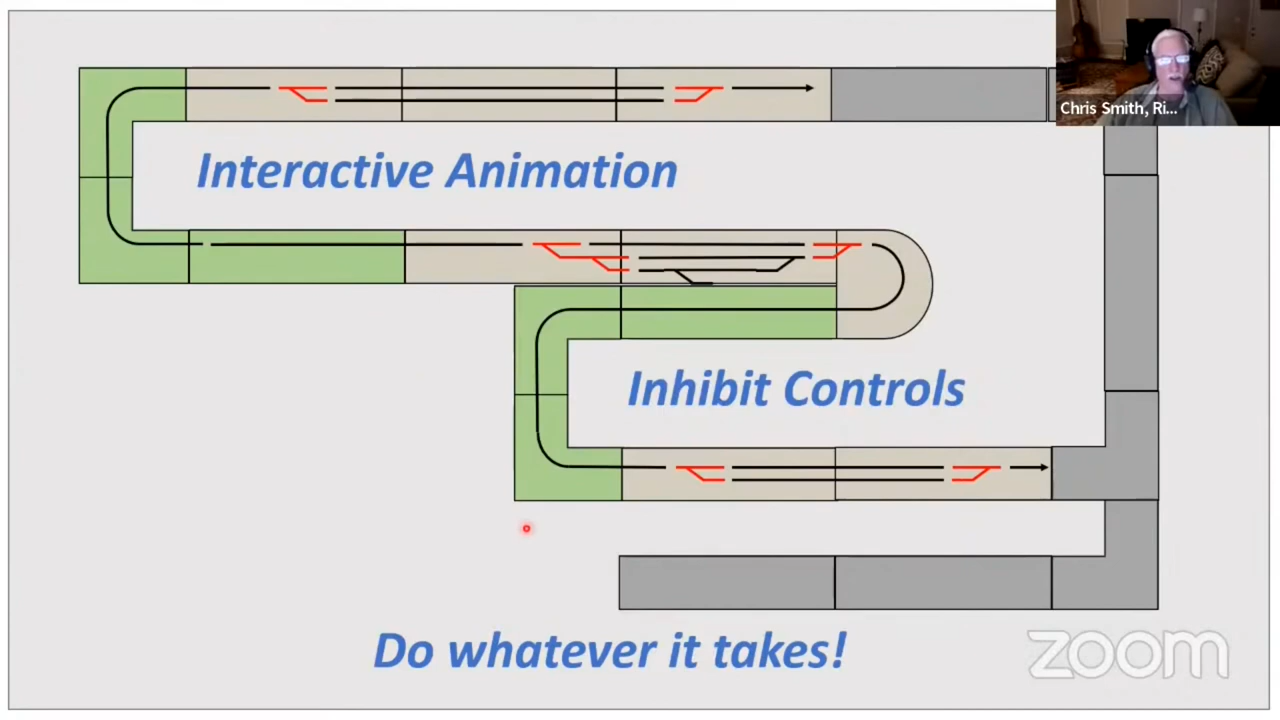 Chris Smith, Ri...
Interactive Animation
Inhibit Controls
Do whatever it takes!
zoom